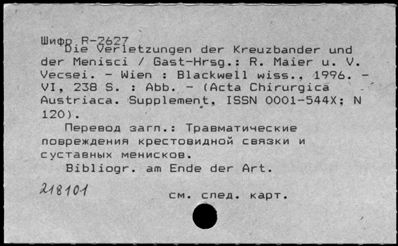 Шифр R-2627
Die Verletzungen der Kreuzbander und
der Menisci / Gast-Hrsg.: R. Maier u. V.
Vecsei. - Wien : Blackwell wiss., 1996. -
VI, 238 S. : Abb. - (Acta Chirurgica
Austriaca. Supplement, ISSN 0001-544X; N
120).
Перевод загл.: Травматические
повреждения крестовидной связки и
суставных менисков.
Bibliogr. am Ende der Art.
218101
см. след. карт.